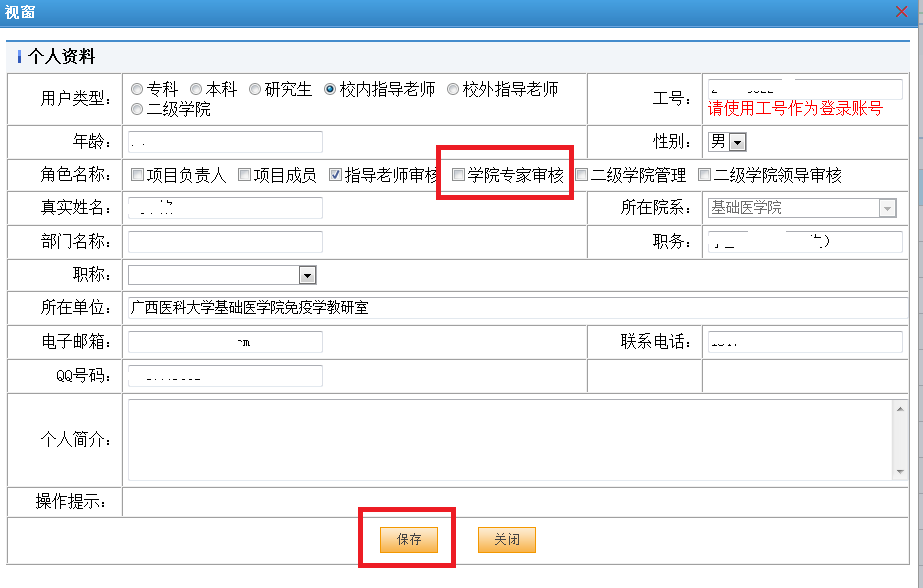 视窗
个人资料
用户类型： 专科 本科 研究生 校内指导老师 校外指导老师 工号：
二级学院 请使用工号作为登录账号
年龄： 性别： 男
角色名称： 项目负责人 项目成员 指导老师审核 学院专家审核 二级学院管理 二级学院领导审核
真实姓名： 所在院系： 基础医学院
部门名称： 职务：
职称：
所在单位： 广西医科大学基础医学院免疫学教研室
电子邮箱： 联系电话：
QQ号码：
个人简介：
操作提示：
保存 关闭